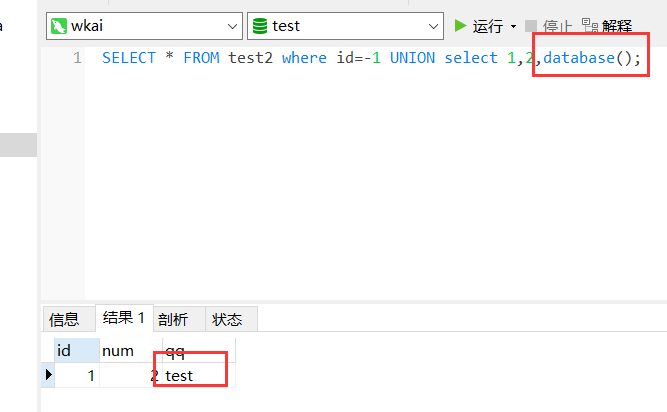 a
wkai test 运行 停止 解释
1 SELECT * FROM test2 where id=-1 UNION select 1,2,database();
信息 结果 1 剖析 状态
id num qq
1 2 test